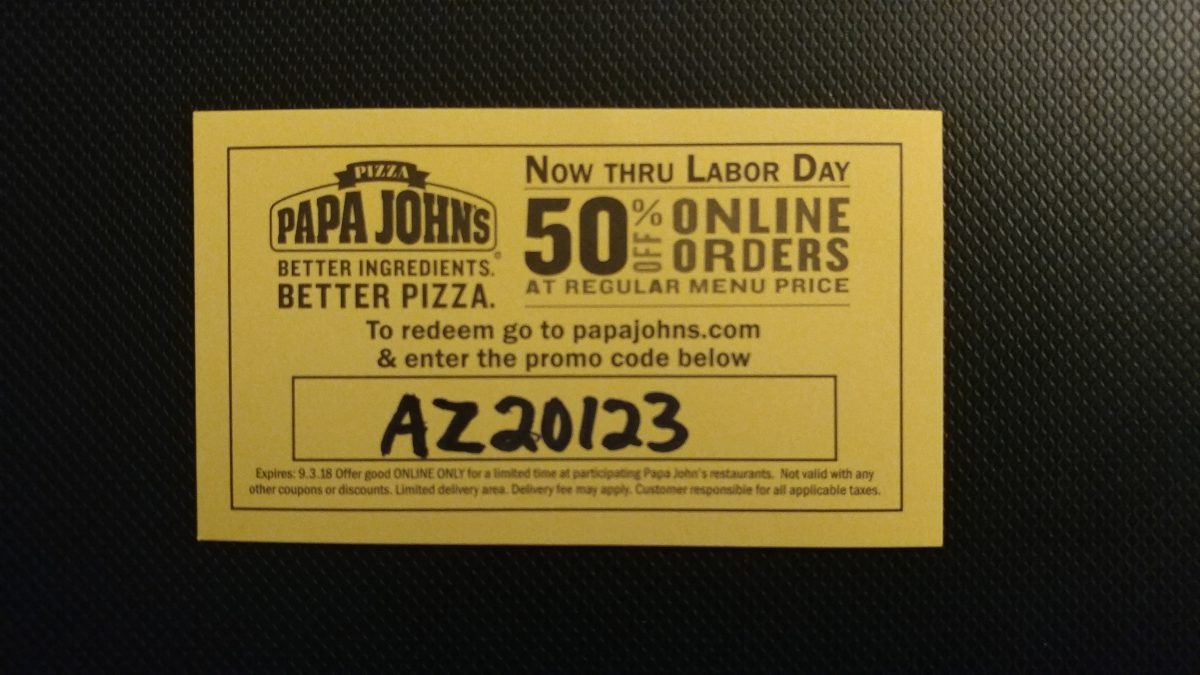 PIZZA
PAPA JOHN'S
BETTER INGREDIENTS.
BETTER PIZZA.
NOW THRU LABOR DAY
50% OFF ONLINE ORDERS
AT REGULAR MENU PRICE
To redeem go to papajohns.com
& enter the promo code below
AZ20123
Expires: 9.3.18 Offer good ONLINE ONLY for a limited time at participating Papa John's restaurants. Not valid with any
other coupons or discounts. Limited delivery area. Delivery fee may apply. Customer responsible for all applicable taxes.